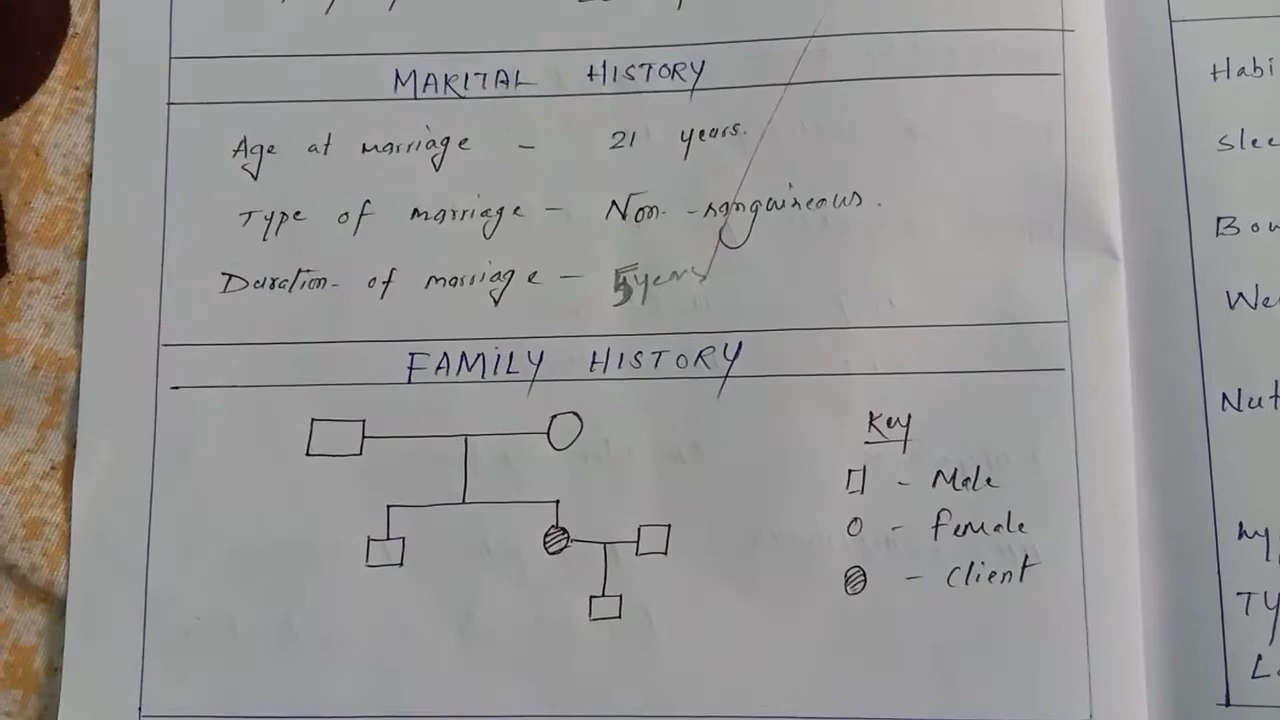 MARITAL HISTORY
Age at marriage - 21 years.
Type of marriage - Non-sanguineous.
Duration of marriage - 5 years
FAMILY HISTORY
Key
□ - Male
○ - female
- Client
Habi
slee
Bow
We
Nut
TY